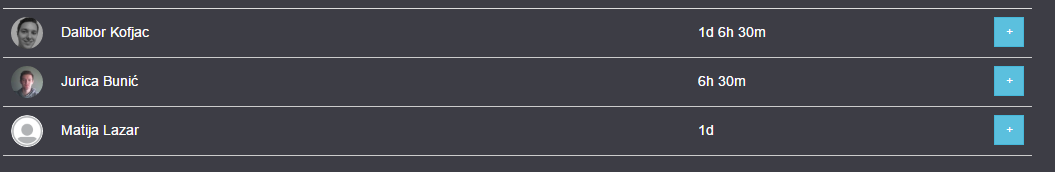 Dalibor Kofjac 1d 6h 30m +
Jurica Bunić 6h 30m +
Matija Lazar 1d +